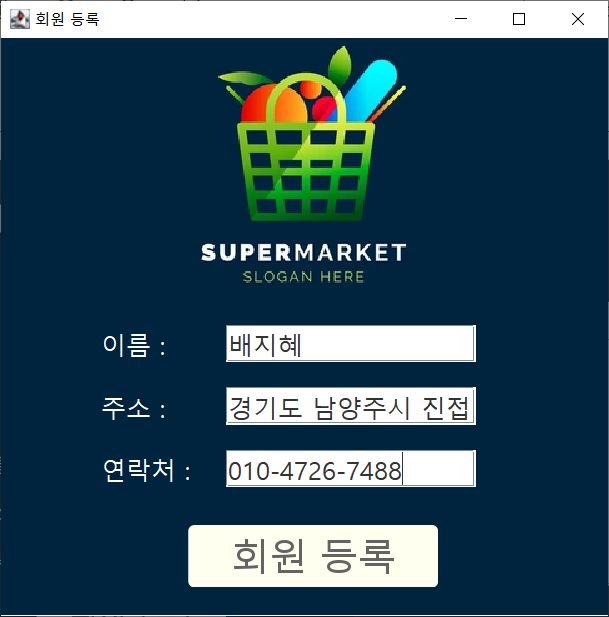 회원 등록
SUPERMARKET
SLOGAN HERE
이름 : 배지혜
주소 : 경기도 남양주시 진접
연락처 : 010-4726-7488
회원 등록